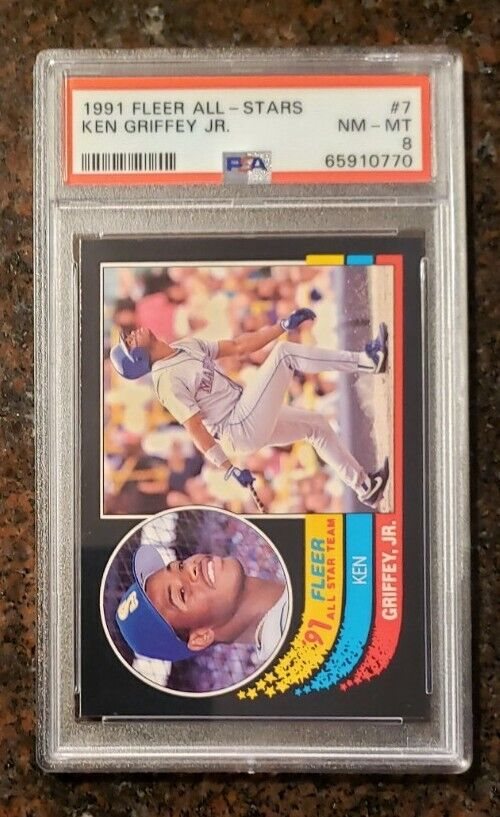 1991 FLEER ALL-STARS #7
KEN GRIFFEY JR. NM-MT
8
PSA 65910770
'91 FLEER
ALL STAR TEAM
KEN
GRIFFEY, JR.
S